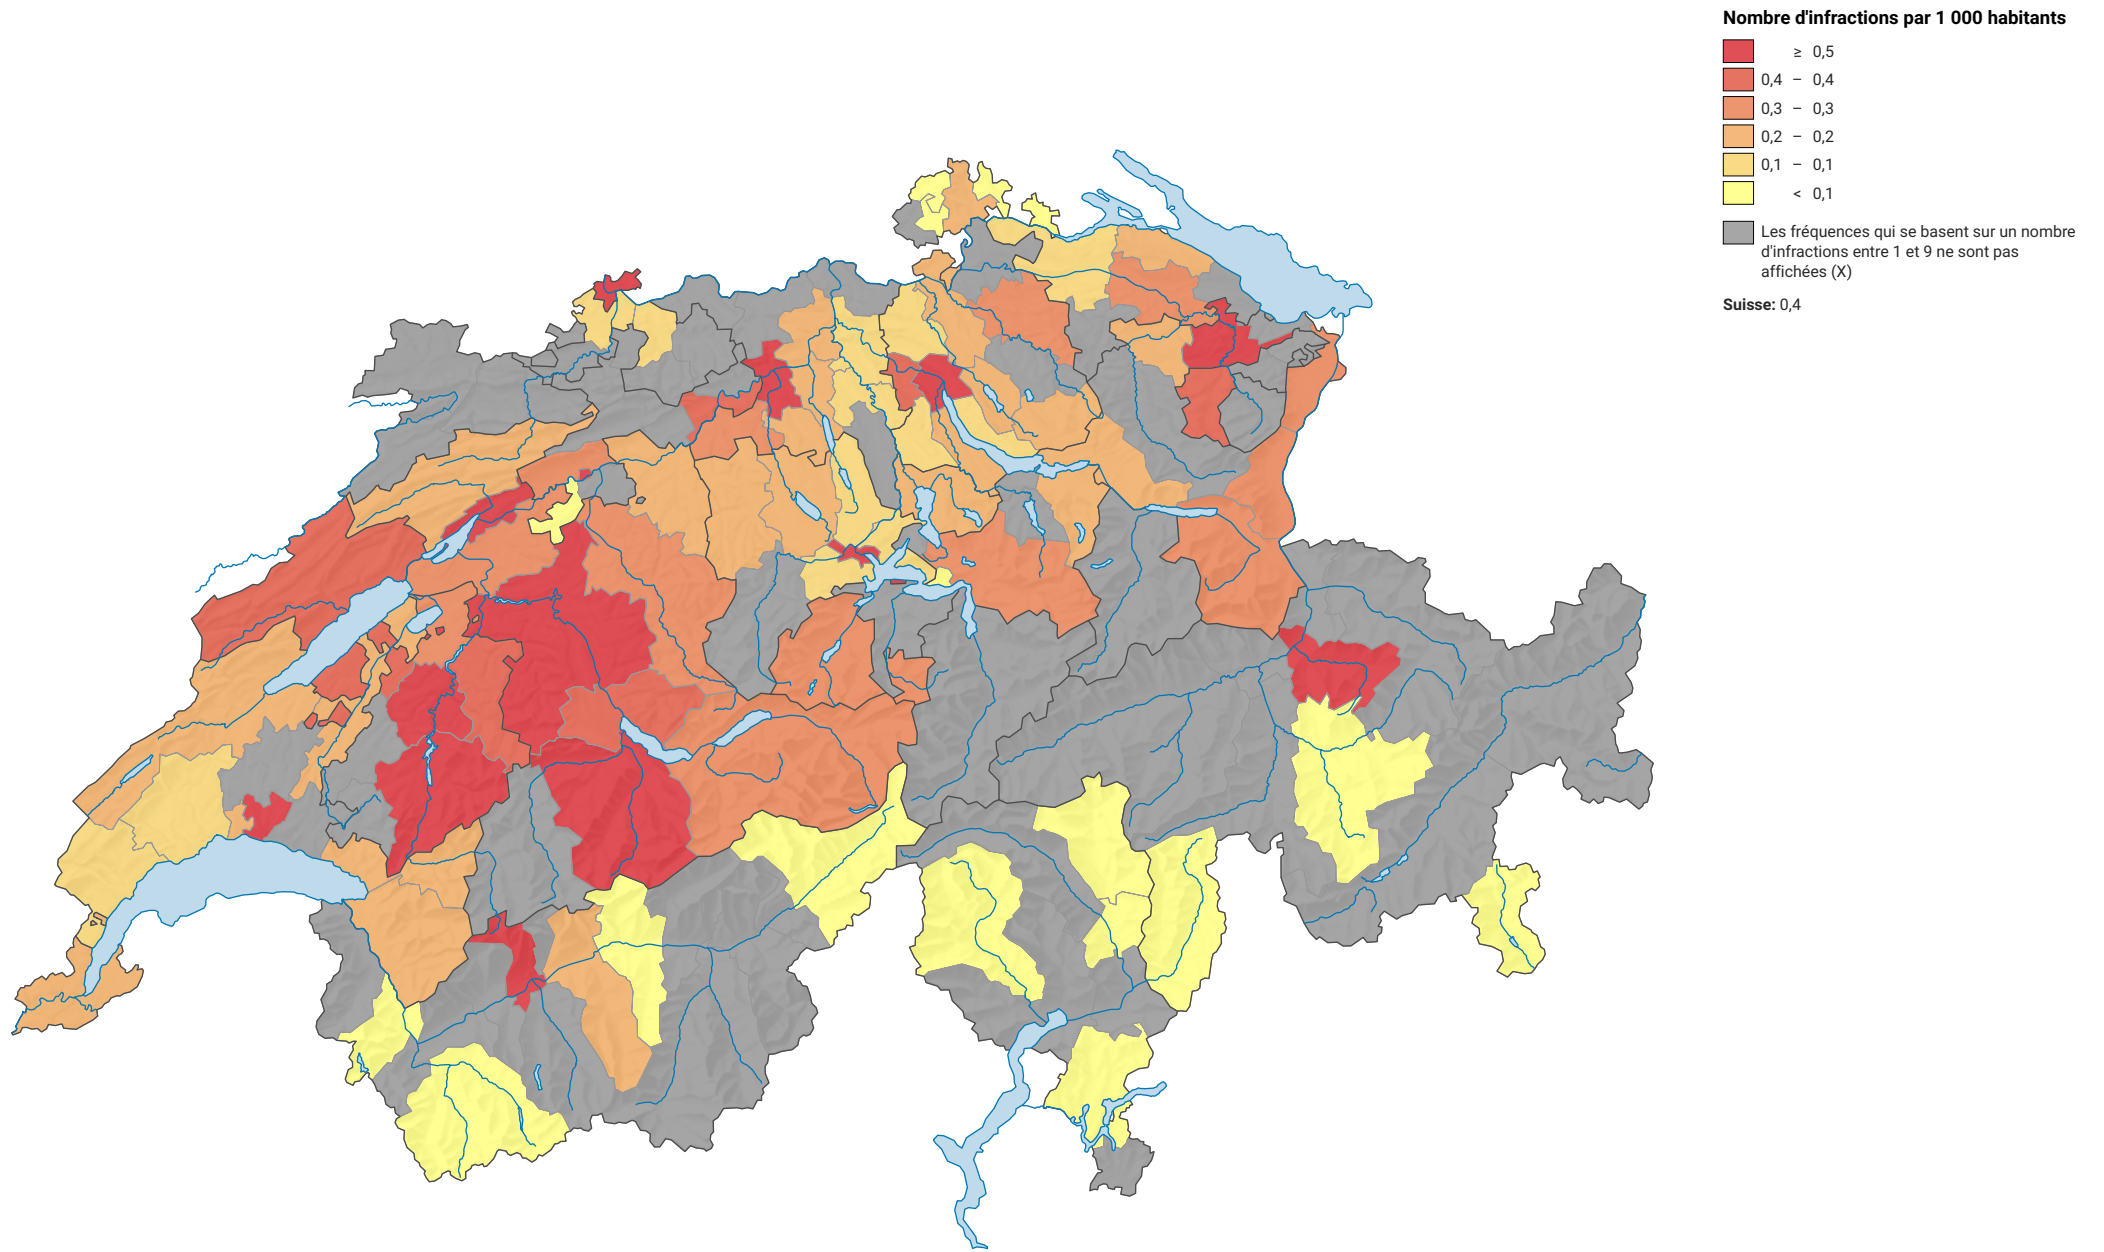 Nombre d'infractions par 1 000 habitants
≥ 0,5
0,4 – 0,4
0,3 – 0,3
0,2 – 0,2
0,1 – 0,1
< 0,1
Les fréquences qui se basent sur un nombre
d'infractions entre 1 et 9 ne sont pas
affichées (X)
Suisse: 0,4